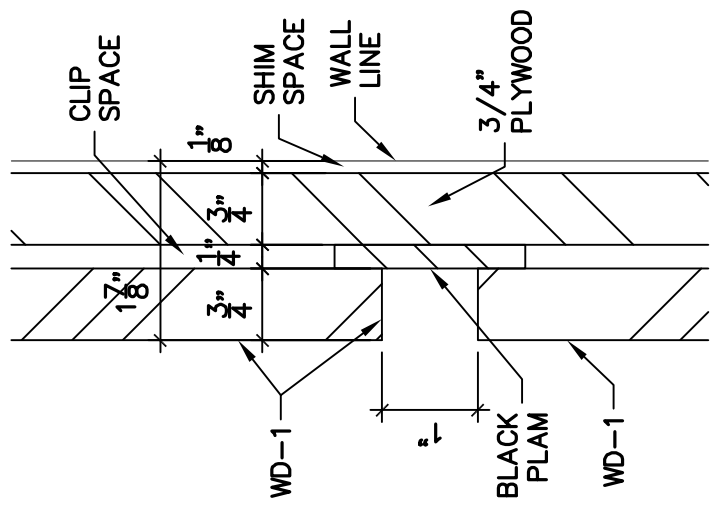 CLIP
SPACE
SHIM
SPACE
WALL
LINE
3/4"
PLYWOOD
1/8"
3/4"
1/4"
3/4"
1 7/8"
1"
WD-1
BLACK
PLAM
WD-1